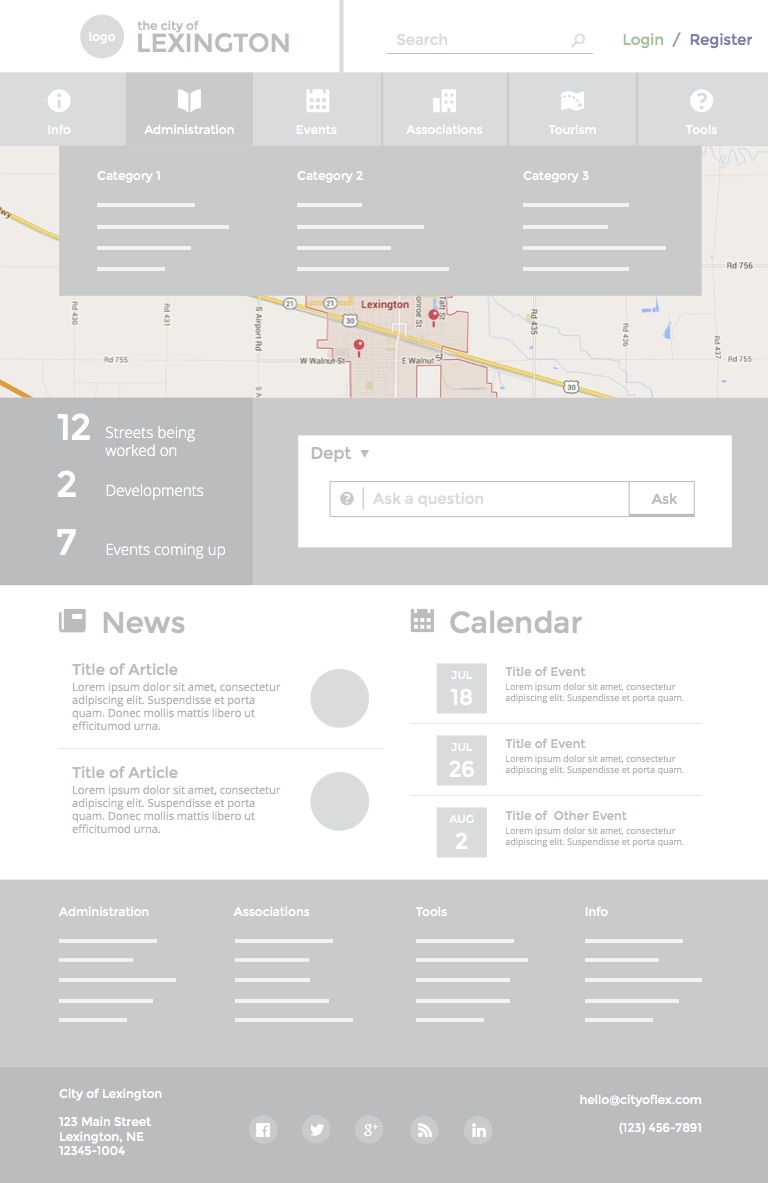 logo
the city of
LEXINGTON
Search
Login / Register
Info
Administration
Events
Associations
Tourism
Tools
Category 1
Category 2
Category 3
Rd 756
Rd 430
Rd 431
S Airport Rd
21
21
30
Lexington
Taft St
Rd 435
Rd 436
Rd 437
Rd 755
W Walnut St
E Walnut St
Rd 755
30
12 Streets being
worked on
2 Developments
7 Events coming up
Dept ▼
? Ask a question
Ask
News
Title of Article
Lorem ipsum dolor sit amet, consectetur
adipiscing elit. Suspendisse et porta
quam. Donec mollis mattis libero ut
efficitumod urna.
Title of Article
Lorem ipsum dolor sit amet, consectetur
adipiscing elit. Suspendisse et porta
quam. Donec mollis mattis libero ut
efficitumod urna.
Calendar
JUL
18
Title of Event
Lorem ipsum dolor sit amet, consectetur
adipiscing elit. Suspendisse et porta quam.
JUL
26
Title of Event
Lorem ipsum dolor sit amet, consectetur
adipiscing elit. Suspendisse et porta quam.
AUG
2
Title of Other Event
Lorem ipsum dolor sit amet, consectetur
adipiscing elit. Suspendisse et porta quam.
Administration
Associations
Tools
Info
City of Lexington
123 Main Street
Lexington, NE
12345-1004
g+
in
hello@cityoflex.com
(123) 456-7891